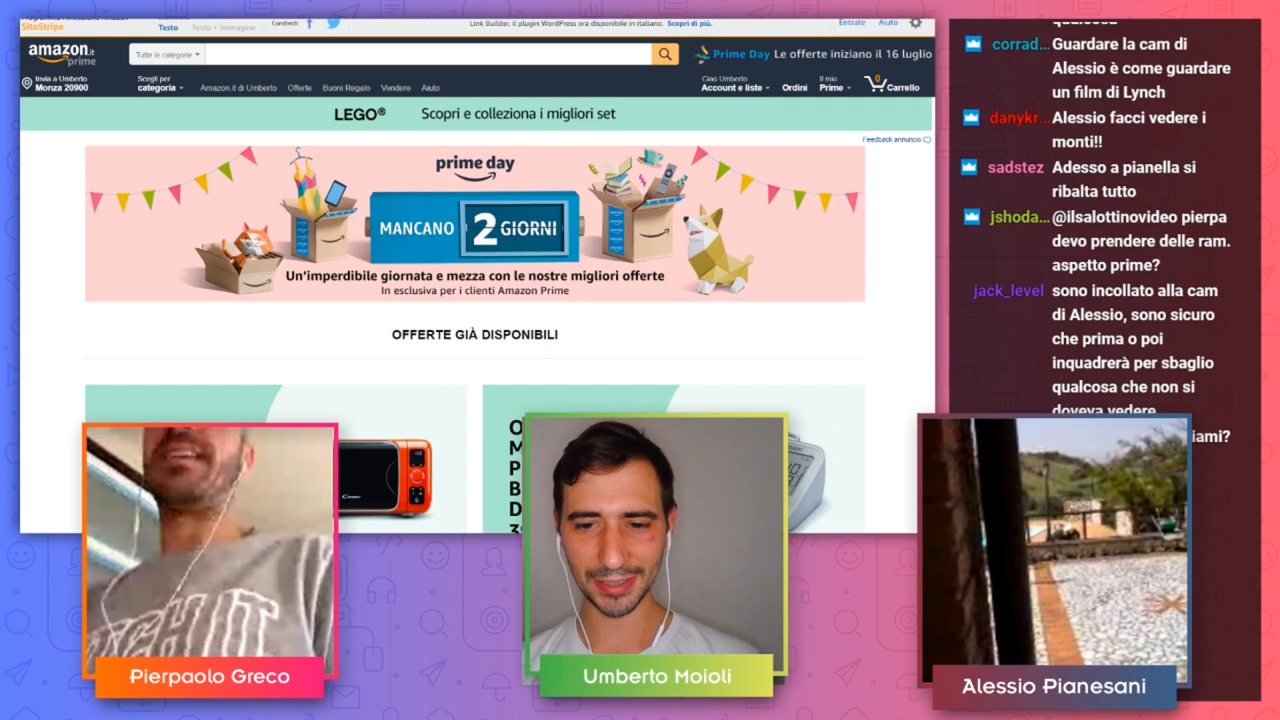 SiteStripe
Testo
Testo + Immagine
Condividi:
Link Builder, il plugin WordPress ora disponibile in italiano. Scopri di più.
Entrate
Aiuto
amazon.it
prime
Tutte le categorie
Prime Day Le offerte iniziano il 16 luglio
Invia a Umberto
Monza 20900
Scegli per
categoria
Amazon.it di Umberto
Offerte
Buoni Regalo
Vendere
Aiuto
Ciao Umberto
Account e liste
Ordini
Il mio
Prime
0
Carrello
LEGO® Scopri e colleziona i migliori set
Feedback annuncio
prime day
MANCANO 2 GIORNI
Un'imperdibile giornata e mezza con le nostre migliori offerte
In esclusiva per i clienti Amazon Prime
OFFERTE GIÀ DISPONIBILI
O
M
P
B
D
Pierpaolo Greco
Umberto Moioli
Alessio Pianesani
qualcosa
corrad... Guardare la cam di
Alessio è come guardare
un film di Lynch
danykr... Alessio facci vedere i
monti!!
sadstez Adesso a pianella si
ribalta tutto
jshoda... @ilsalottinovideo pierpa
devo prendere delle ram.
aspetto prime?
jack_level sono incollato alla cam
di Alessio, sono sicuro
che prima o poi
inquadrerà per sbaglio
qualcosa che non si
doveva vedere
iami?